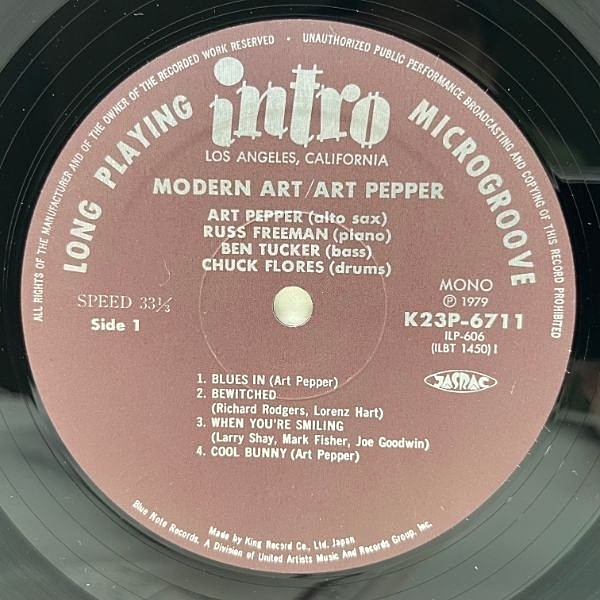 ALL RIGHTS OF THE MANUFACTURER AND OF THE OWNER OF THE RECORDED WORK RESERVED • UNAUTHORIZED PUBLIC PERFORMANCE BROADCASTING AND COPYING OF THIS RECORD PROHIBITED
LONG PLAYING MICROGROOVE
intro
LOS ANGELES, CALIFORNIA
MODERN ART/ART PEPPER
ART PEPPER (alto sax)
RUSS FREEMAN (piano)
BEN TUCKER (bass)
CHUCK FLORES (drums)
SPEED 33⅓
Side 1
MONO
Ⓟ 1979
K23P-6711
ILP-606
(ILBT 1450) I
JASRAC
1. BLUES IN (Art Pepper)
2. BEWITCHED
(Richard Rodgers, Lorenz Hart)
3. WHEN YOU'RE SMILING
(Larry Shay, Mark Fisher, Joe Goodwin)
4. COOL BUNNY (Art Pepper)
Made by King Record Co., Ltd. Japan
Blue Note Records. A Division of United Artists Music And Records Group, Inc.